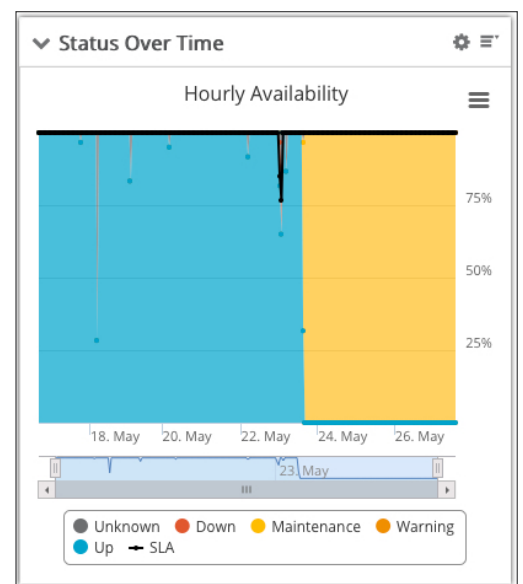 Status Over Time
Hourly Availability
75%
50%
25%
18. May 20. May 22. May 24. May 26. May
23. May
Unknown Down Maintenance Warning
Up SLA